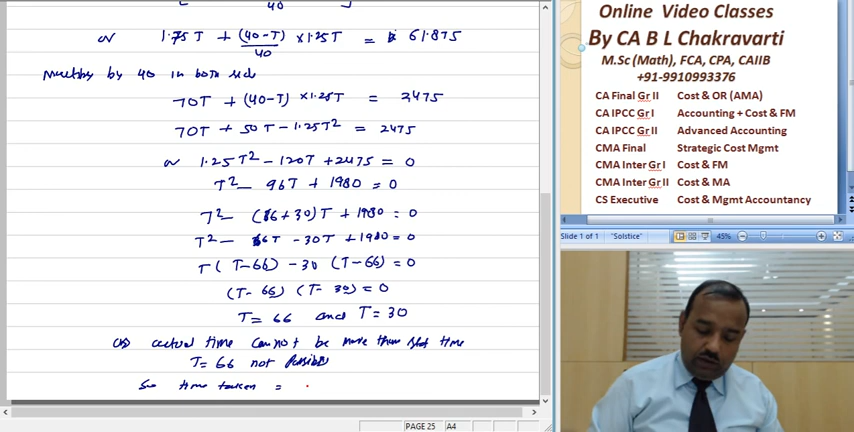 40
or 1.75T + (40-T)/40 × 1.25T = 61.875
Multiply by 40 in both side
70T + (40-T) × 1.25T = 2475
70T + 50T - 1.25T² = 2475
or 1.25T² - 120T + 2475 = 0
T² - 96T + 1980 = 0
T² - (66+30)T + 1980 = 0
T² - 66T - 30T + 1980 = 0
T(T-66) - 30 (T-66) = 0
(T-66) (T-30) = 0
T = 66 and T = 30
as actual time cannot be more than std time
T = 66 not possible
So time taken =
PAGE 25 A4
Online Video Classes
By CA B L Chakravarti
M.Sc (Math), FCA, CPA, CAIIB
+91-9910993376
CA Final Gr II Cost & OR (AMA)
CA IPCC Gr I Accounting + Cost & FM
CA IPCC Gr II Advanced Accounting
CMA Final Strategic Cost Mgmt
CMA Inter Gr I Cost & FM
CMA Inter Gr II Cost & MA
CS Executive Cost & Mgmt Accountancy
Slide 1 of 1 "Solstice" 45%